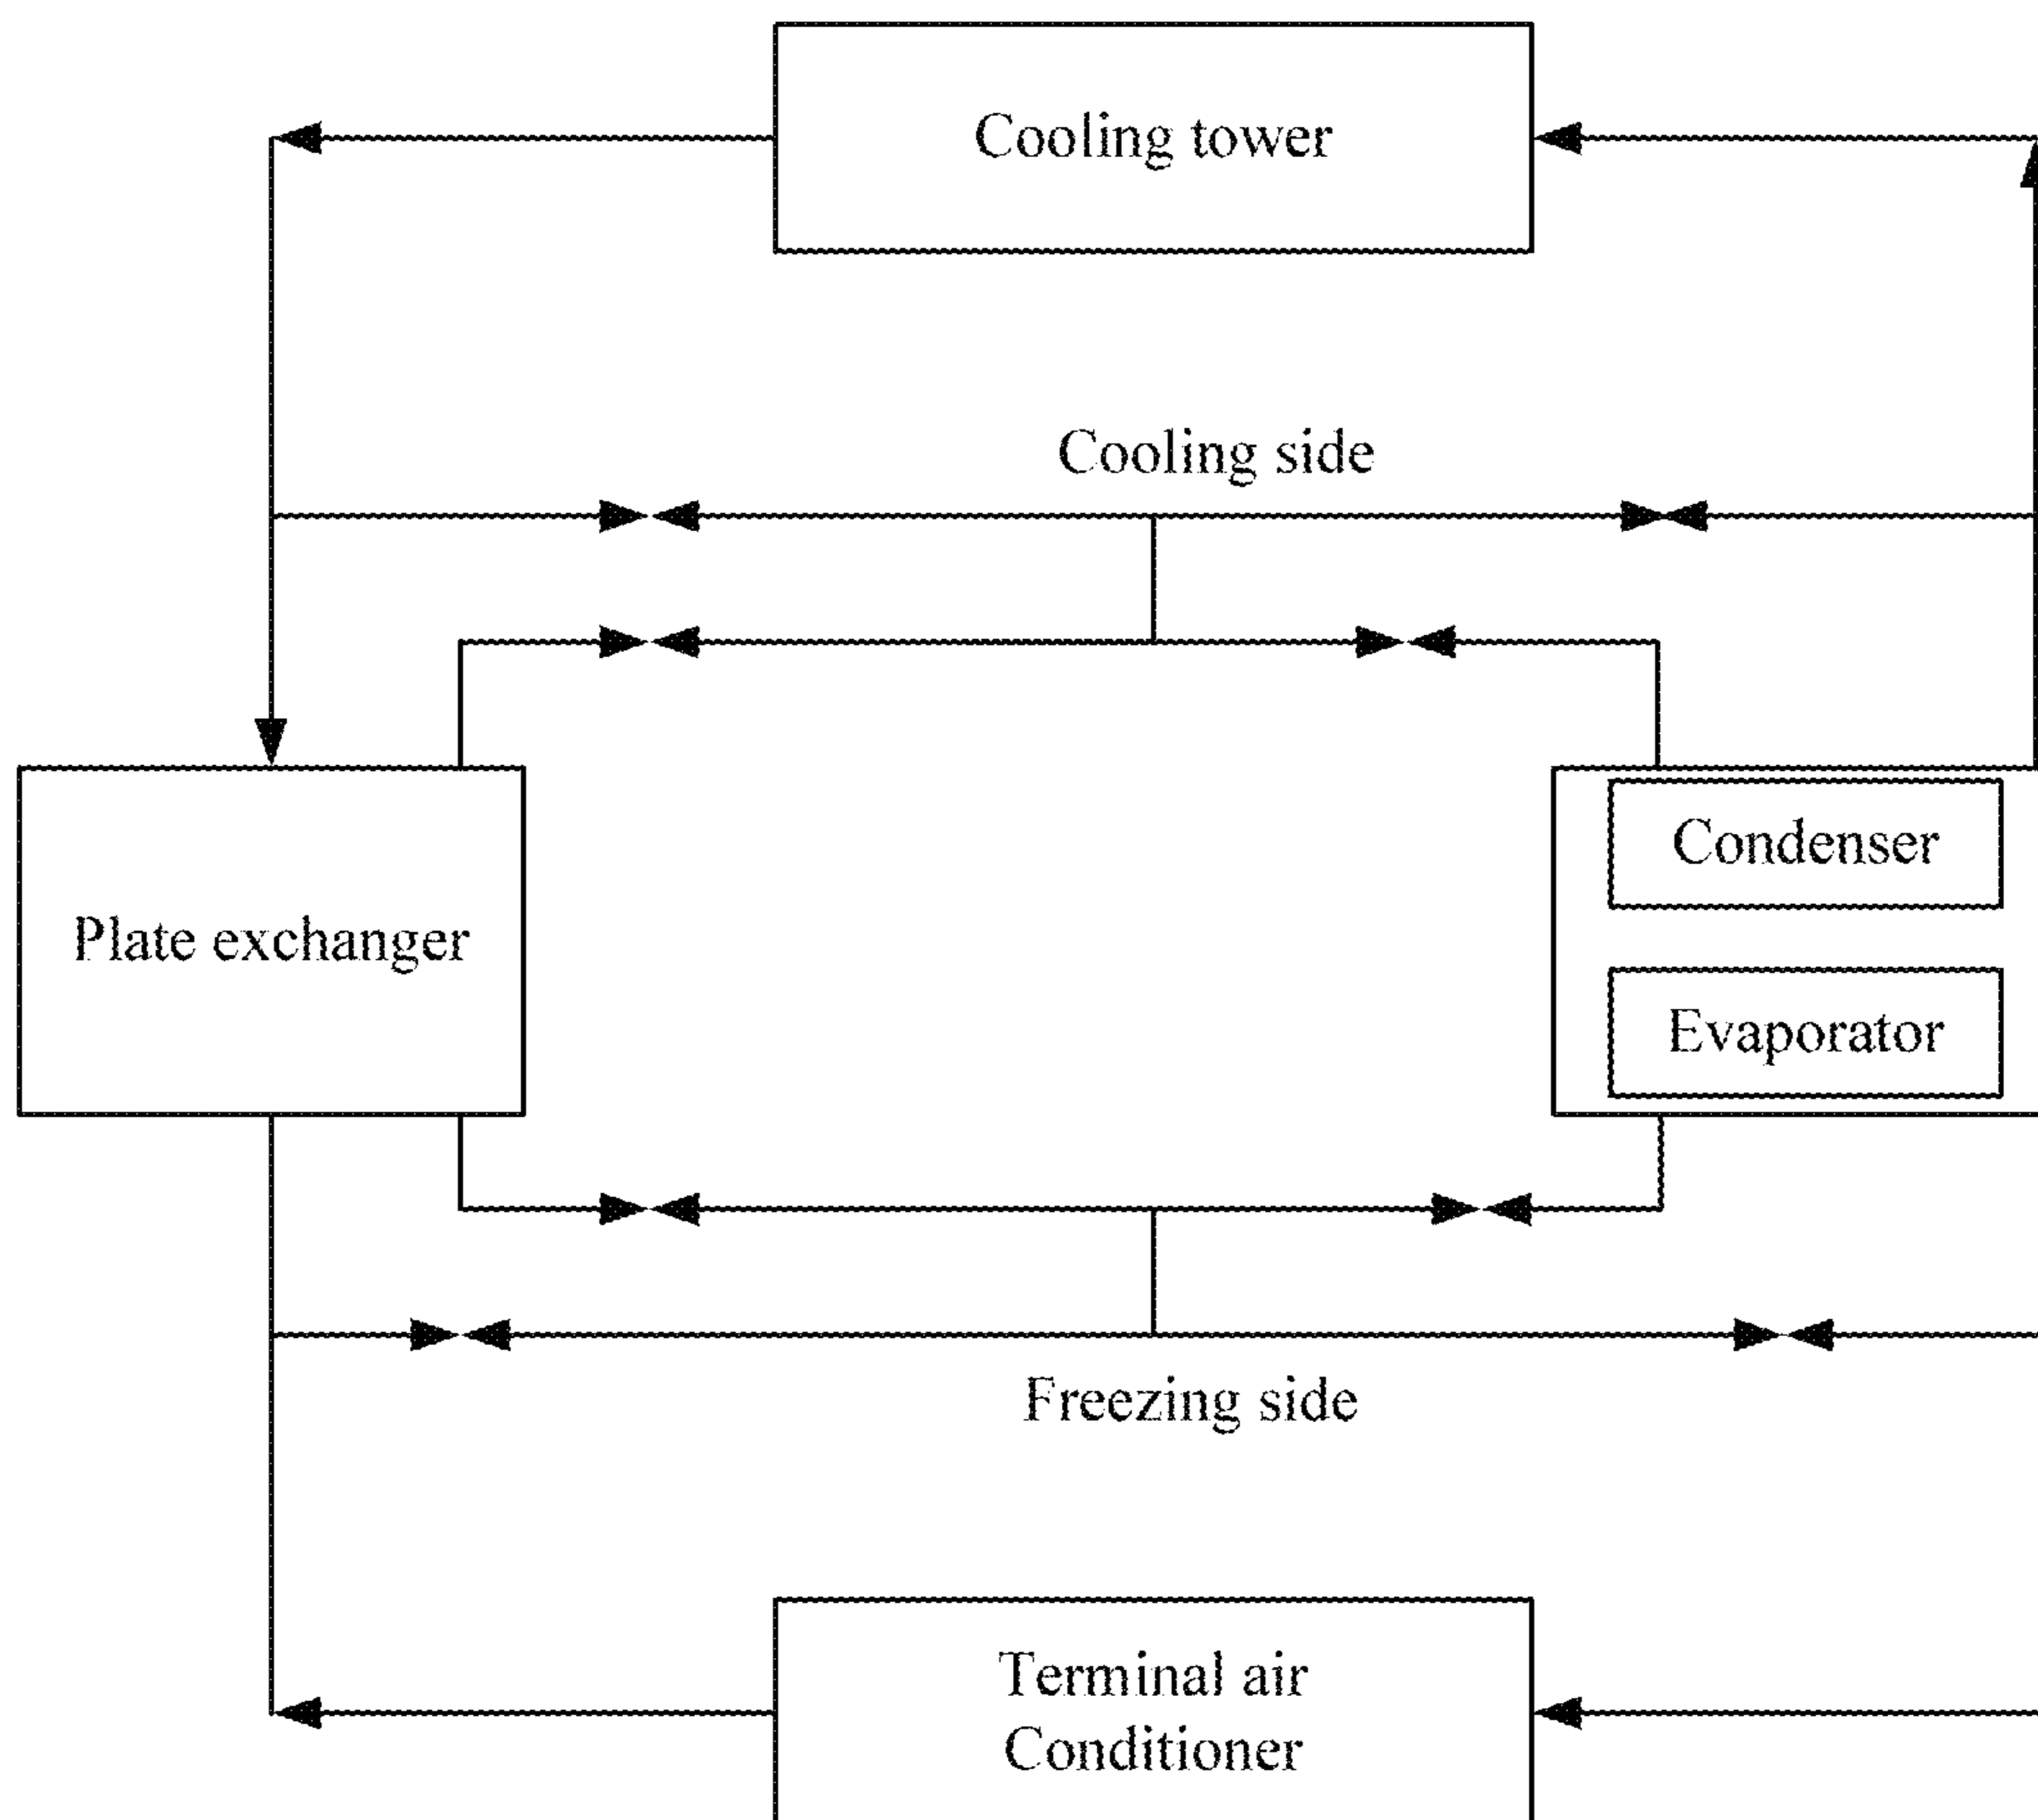 Cooling tower
Cooling side
Condenser
Plate exchanger
Evaporator
Freezing side
Terminal air
Conditioner